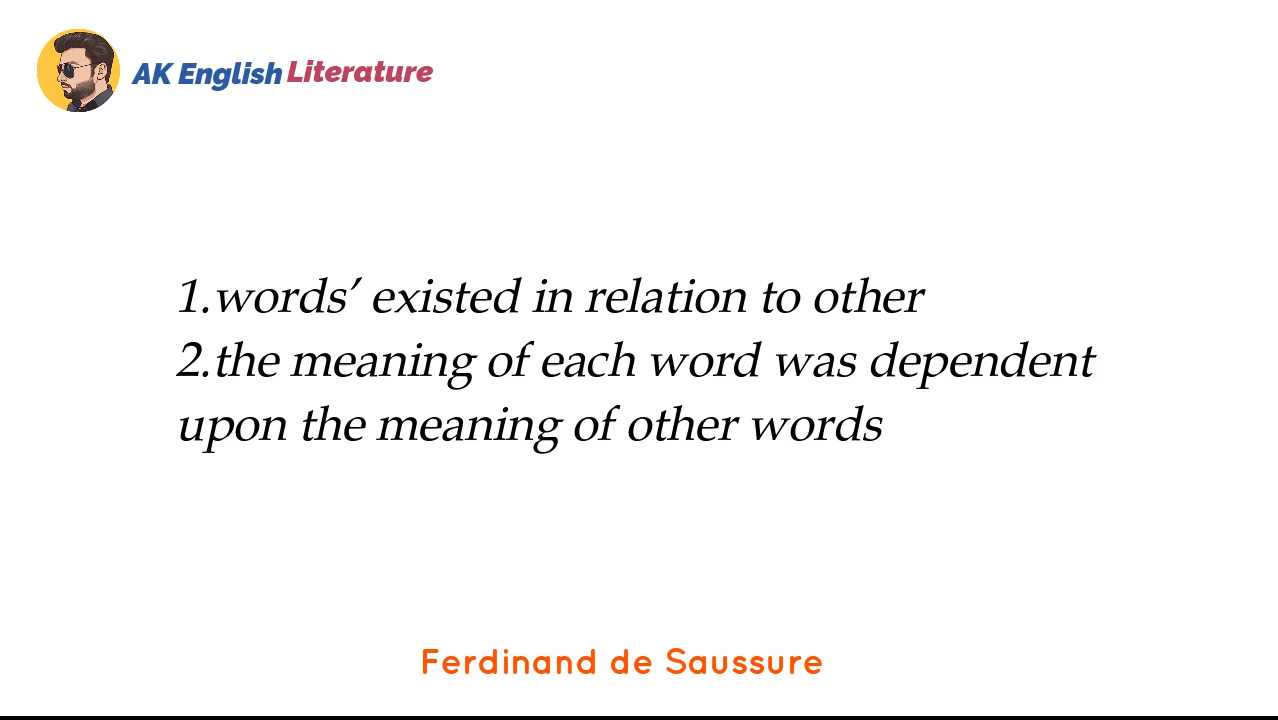 AK English Literature
1.words’ existed in relation to other
2.the meaning of each word was dependent
upon the meaning of other words
Ferdinand de Saussure